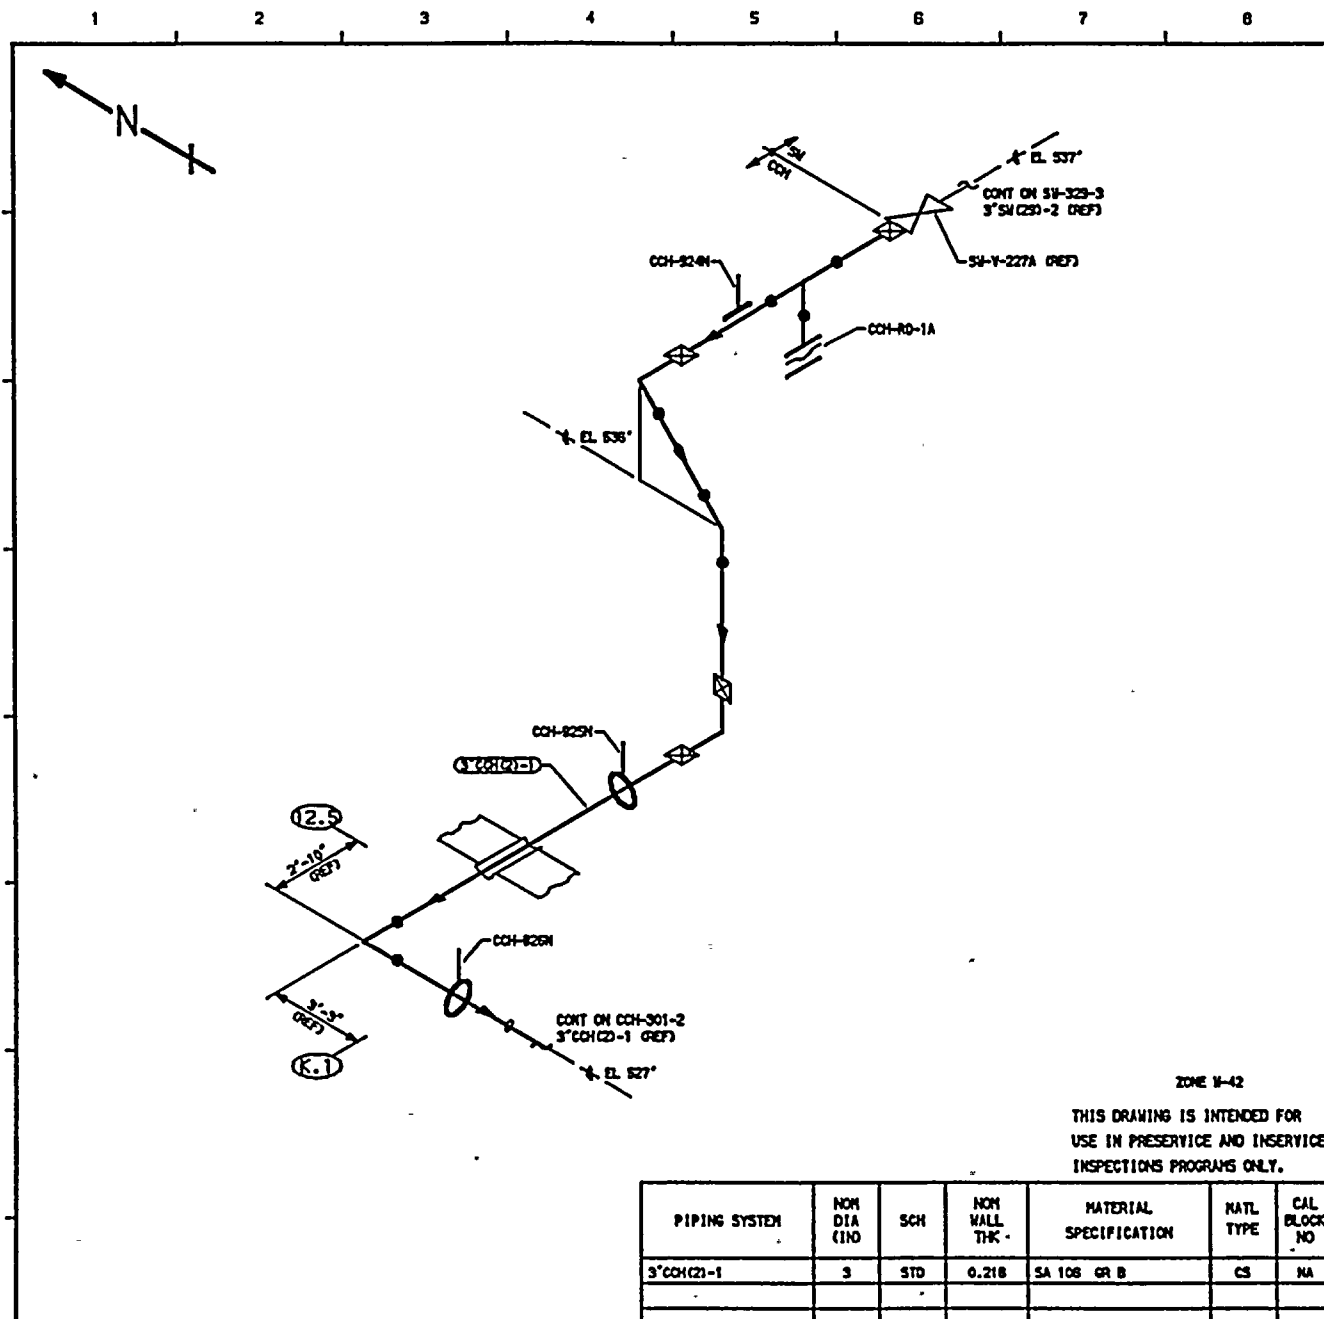 1 2 3 4 5 6 7 8
N
SW
CCH
℄ EL 537'
CONT ON SW-329-3
3"SW(29)-2 (REF)
SW-V-227A (REF)
CCH-924N
CCH-RO-1A
℄ EL 536'
CCH-925N
3"CCH(2)-1
12.5
2'-10"
(REF)
CCH-926N
3'-3"
(REF)
K.1
CONT ON CCH-301-2
3"CCH(2)-1 (REF)
℄ EL 527'
ZONE W-42
THIS DRAWING IS INTENDED FOR
USE IN PRESERVICE AND INSERVICE
INSPECTIONS PROGRAMS ONLY.
PIPING SYSTEM NOM DIA (IN) SCH NOM WALL THK MATERIAL SPECIFICATION MATL TYPE CAL BLOCK NO
3"CCH(2)-1 3 STD 0.216 SA 106 GR B CS NA